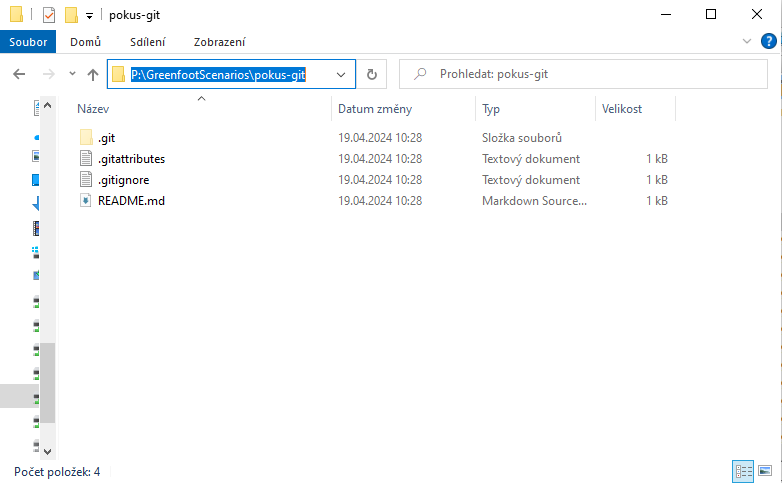 pokus-git
Soubor Domů Sdílení Zobrazení
P:\GreenfootScenarios\pokus-git Prohledat: pokus-git
Název Datum změny Typ Velikost
.git 19.04.2024 10:28 Složka souborů
.gitattributes 19.04.2024 10:28 Textový dokument 1 kB
.gitignore 19.04.2024 10:28 Textový dokument 1 kB
README.md 19.04.2024 10:28 Markdown Source... 1 kB
Počet položek: 4